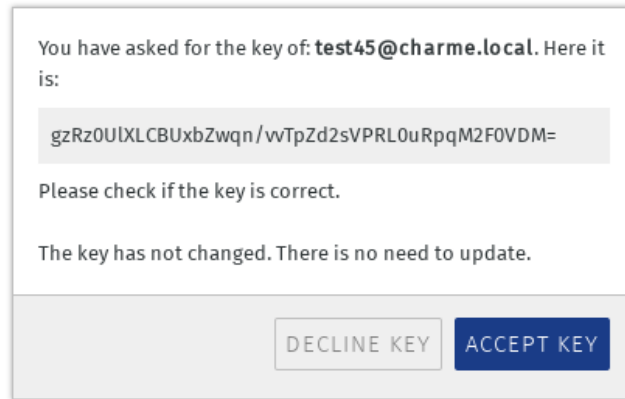 You have asked for the key of: test45@charme.local. Here it
is:
gzRz0UlXLCBUxbZwqn/vvTpZd2sVPRL0uRpqM2F0VDM=
Please check if the key is correct.
The key has not changed. There is no need to update.
DECLINE KEY
ACCEPT KEY